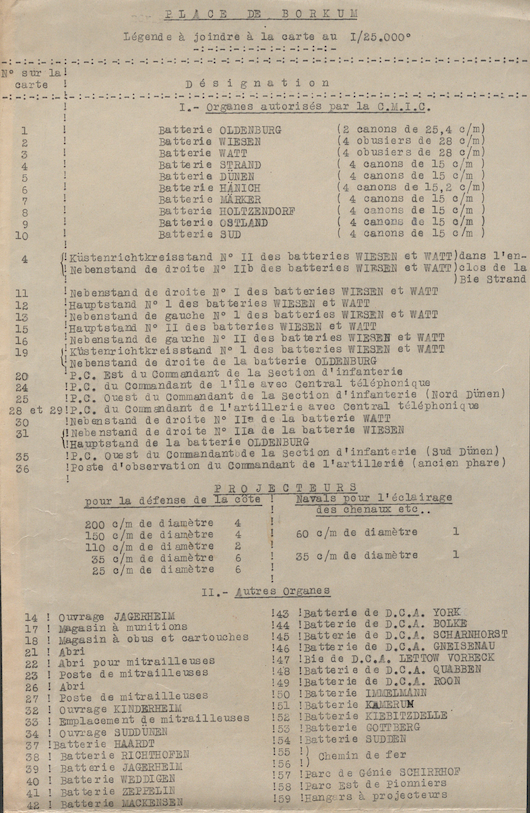 PLACE DE BORKUM
Légende à joindre à la carte au I/25.000°
N° sur la carte ! Désignation
I.- Organes autorisés par la C.M.I.C.
1 ! Batterie OLDENBURG (2 canons de 25,4 c/m)
2 ! Batterie WIESEN (4 obusiers de 28 c/m)
3 ! Batterie WATT (4 obusiers de 28 c/m)
4 ! Batterie STRAND ( 4 canons de 15 c/m )
5 ! Batterie DÜNEN ( 4 canons de 15 c/m )
6 ! Batterie HÄNICH ( 4 canons de 15,2 c/m)
7 ! Batterie MÄRKER ( 4 canons de 15 c/m )
8 ! Batterie HOLTZENDORF ( 4 canons de 15 c/m )
9 ! Batterie OSTLAND ( 4 canons de 15 c/m )
10 ! Batterie SUD ( 4 canons de 15 c/m )
4 (Küstenrichtkreisstand N° II des batteries WIESEN et WATT)dans l'en-
!(Nebenstand de droite N° IIb des batteries WIESEN et WATT)clos de la
! )Bie Strand
11 !Nebenstand de droite N° I des batteries WIESEN et WATT
12 !Hauptstand N° I des batteries WIESEN et WATT
13 !Nebenstand de gauche N° I des batteries WIESEN et WATT
15 !Hauptstand N° II des batteries WIESEN et WATT
16 !Nebenstand de gauche N° II des batteries WIESEN et WATT
19 !(Küstenrichtkreisstand N° I des batteries WIESEN et WATT
!(Nebenstand de droite de la batterie OLDENBURG
20 !P.C. Est du Commandant de la Section d'infanterie
24 !P.C. du Commandant de l'Île avec Central téléphonique
25 !P.C. Ouest du Commandant de la Section d'infanterie (Nord Dünen)
28 et 29!P.C. du Commandant de l'artillerie avec Central téléphonique
30 !Nebenstand de droite N° IIa de la batterie WATT
31 (!Nebenstand de droite N° IIa de la batterie WIESEN
(!Hauptstand de la batterie OLDENBURG
35 !P.C. Ouest du Commandant de la Section d'infanterie (Sud Dünen)
36 !Poste d'observation du Commandant de l'artillerié (ancien phare)
PROJECTEURS
pour la défense de la côte ! Navals pour l'éclairage
! des chenaux etc..
200 c/m de diamètre 4 !
150 c/m de diamètre 4 ! 60 c/m de diamètre 1
110 c/m de diamètre 2 !
35 c/m de diamètre 6 ! 35 c/m de diamètre 1
25 c/m de diamètre 6 !
II.- Autres Organes
14 ! Ouvrage JAGERHEIM
17 ! Magasin à munitions
18 ! Magasin à obus et cartouches
21 ! Abri
22 ! Abri pour mitrailleuses
23 ! Poste de mitrailleuses
26 ! Abri
27 ! Poste de mitrailleuses
32 ! Ouvrage KINDERHEIM
33 ! Emplacement de mitrailleuses
34 ! Ouvrage SUDDÜNEN
37 !Batterie HAARDT
38 ! Batterie RICHTHOFEN
39 ! Batterie JAGERHEIM
40 ! Batterie WEDDIGEN
41 ! Batterie ZEPPELIN
42 ! Batterie MACKENSEN
!43 !Batterie de D.C.A. YORK
!44 !Batterie de D.C.A. BOLKE
!45 !Batterie de D.C.A. SCHARNHORST
!46 !Batterie de D.C.A. GNEISENAU
!47 !Bie de D.C.A. LETTOW VORBECK
!48 !Batterie de D.C.A. QUABBEN
!49 !Batterie de D.C.A. ROON
!50 !Batterie IMMELMANN
!51 !Batterie KAMERUN
!52 !Batterie KIEBITZDELLE
!53 !Batterie GOTTBERG
!54 !Batterie SUDBEN
!55 !)
!56 !) Chemin de fer
!57 !Parc de Génie SCHIRRHOF
!58 !Parc Est de Pionniers
!59 !Hangars à projecteurs